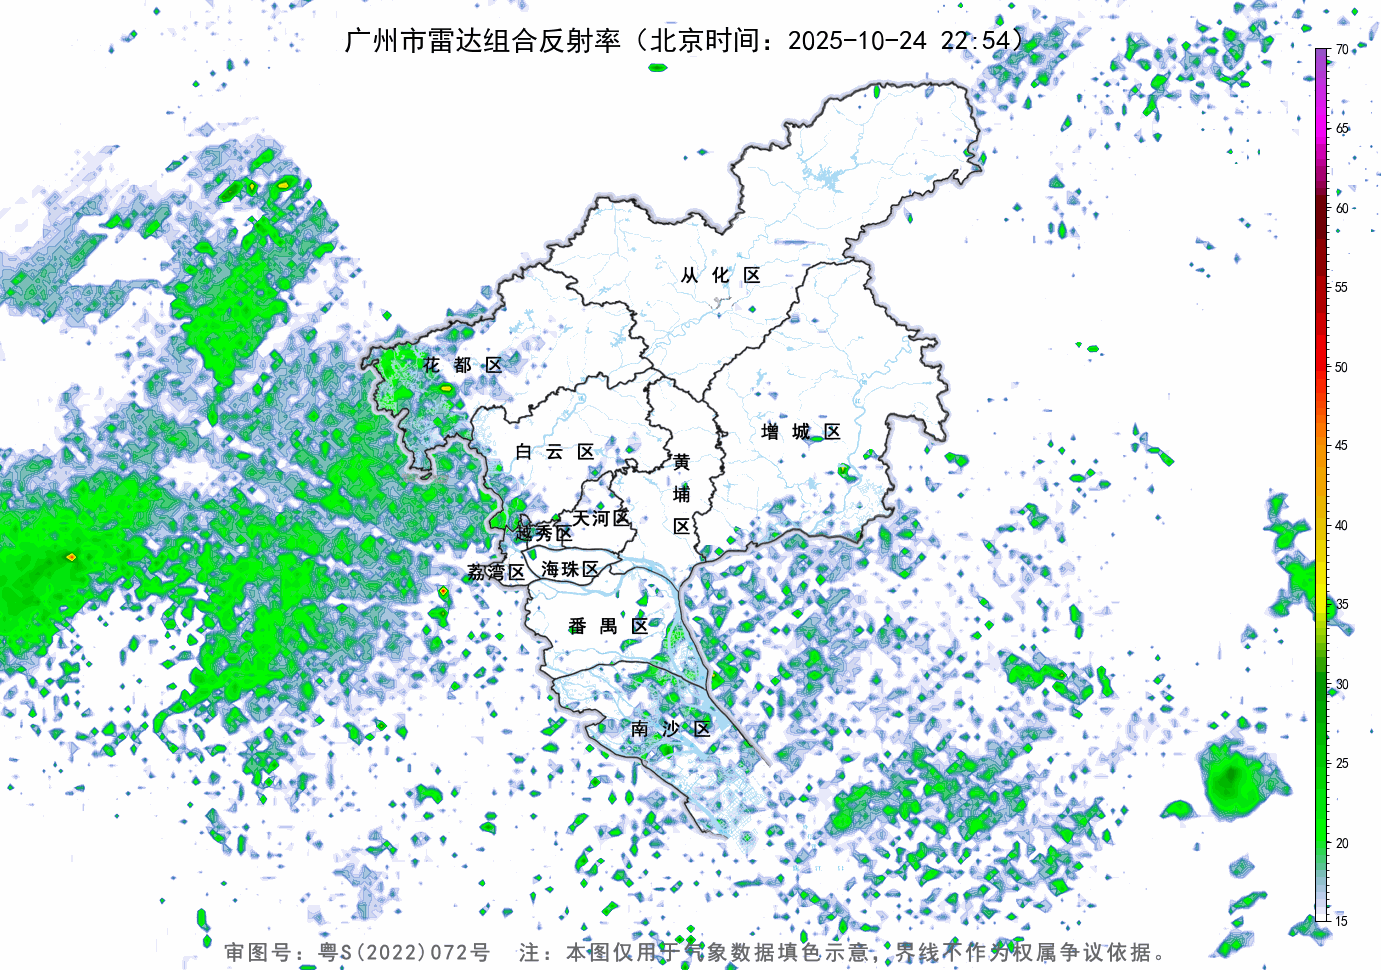 广州市雷达组合反射率（北京时间：2025-10-24 22:54）
70
65
60
55
50
45
40
35
30
25
20
15
从化区
花都区
增城区
白云区
黄埔区
天河区
越秀区
海珠区
荔湾区
番禺区
南沙区
审图号：粤S(2022)072号 注：本图仅用于气象数据填色示意，界线不作为权属争议依据。